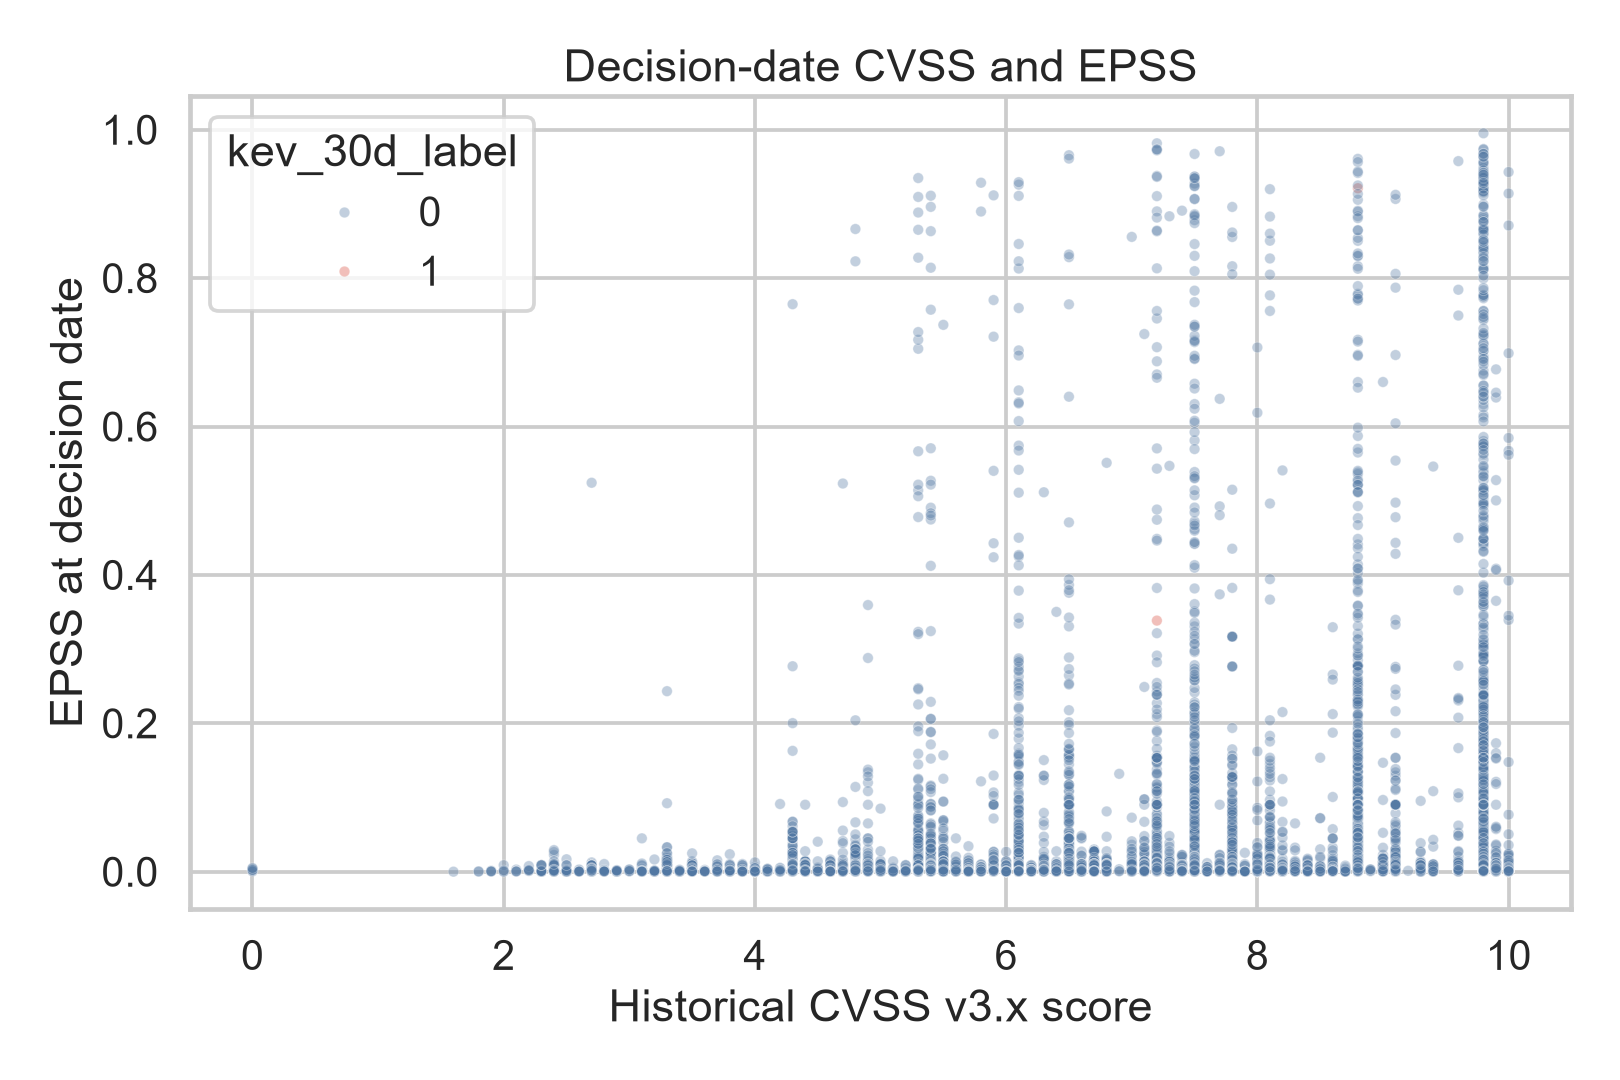 Decision-date CVSS and EPSS
kev_30d_label
0
1
EPSS at decision date
1.0
0.8
0.6
0.4
0.2
0.0
0 2 4 6 8 10
Historical CVSS v3.x score